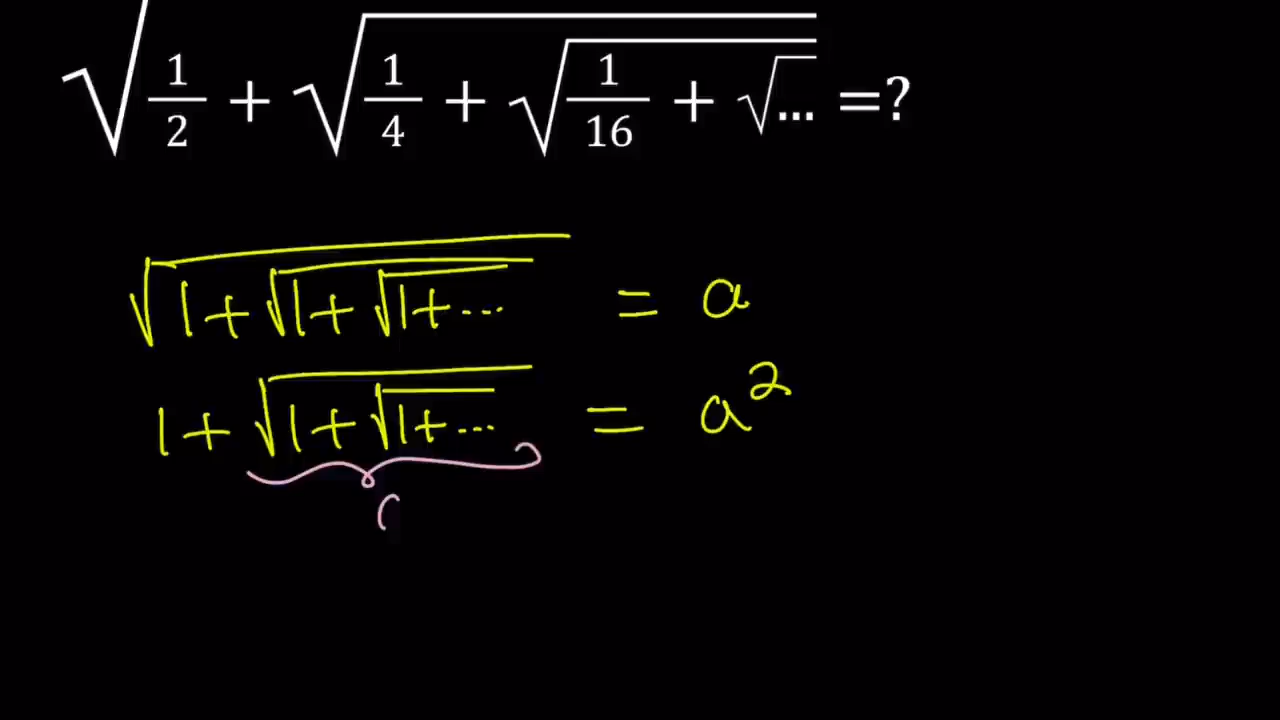 √(1/2 + √(1/4 + √(1/16 + √...))) =?
√(1+√(1+√(1+...))) = a
1+√(1+√(1+...)) = a²